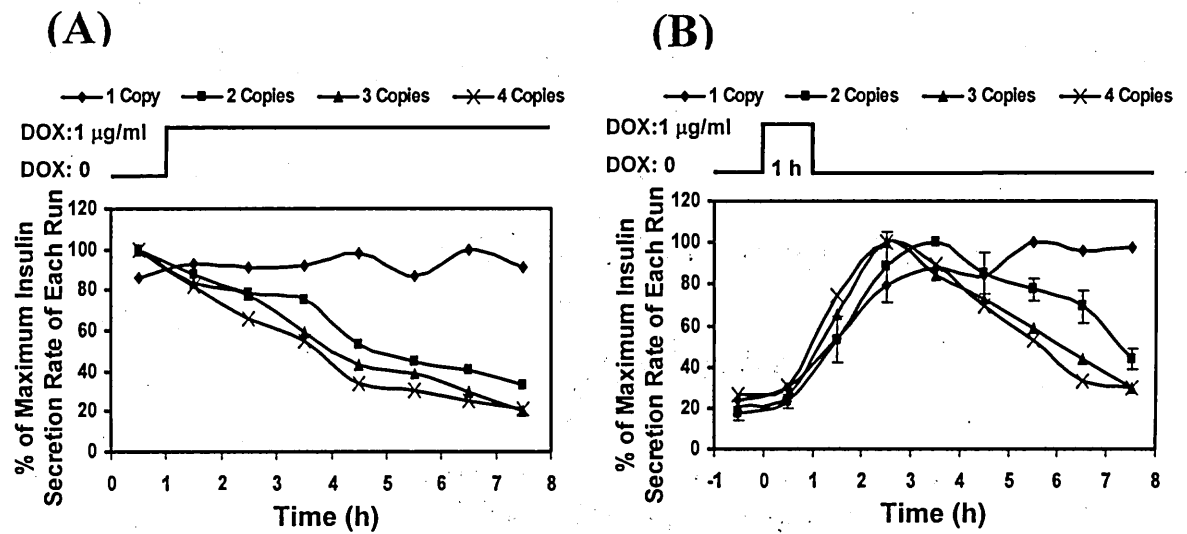 (A)
1 Copy 2 Copies 3 Copies 4 Copies
DOX:1 μg/ml
DOX: 0
% of Maximum Insulin
Secretion Rate of Each Run
120
100
80
60
40
20
0
0 1 2 3 4 5 6 7 8
Time (h)
(B)
1 Copy 2 Copies 3 Copies 4 Copies
DOX:1 μg/ml
DOX: 0
1 h
% of Maximum Insulin
Secretion Rate of Each Run
120
100
80
60
40
20
0
-1 0 1 2 3 4 5 6 7 8
Time (h)